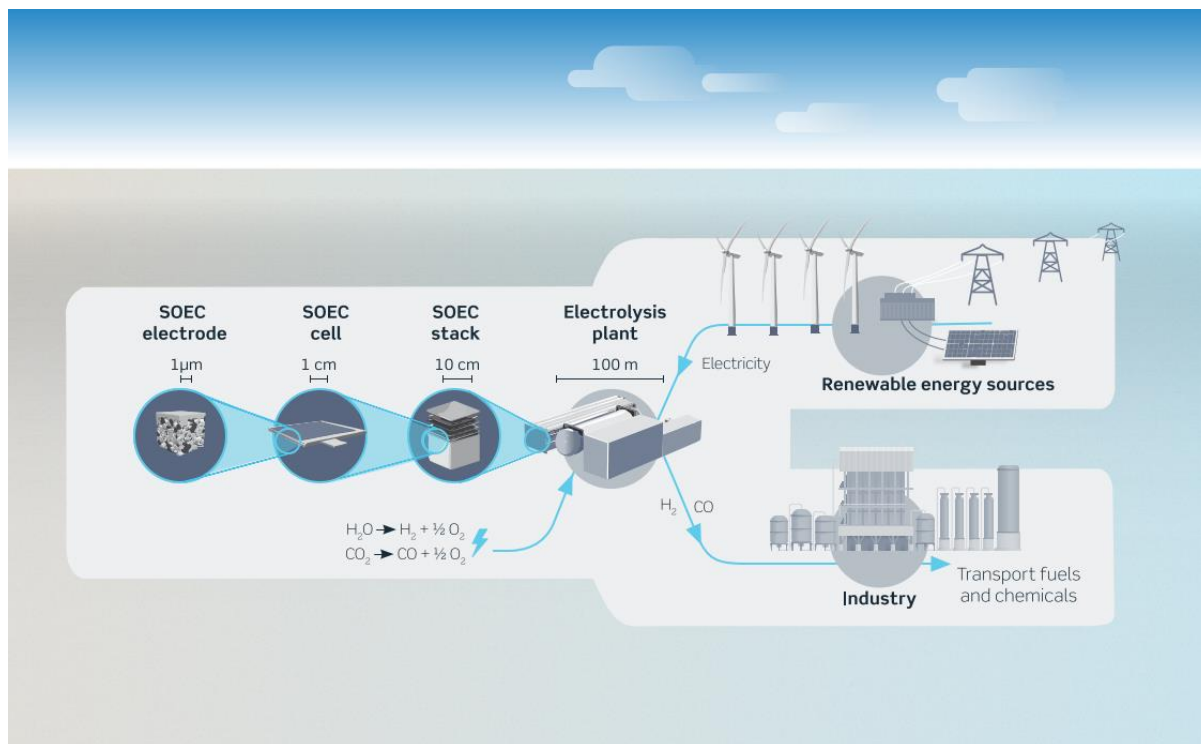 SOEC
electrode
1µm
SOEC
cell
1 cm
SOEC
stack
10 cm
Electrolysis
plant
100 m
Electricity
Renewable energy sources
H₂O → H₂ + ½ O₂
CO₂ → CO + ½ O₂
H₂ CO
Industry
Transport fuels
and chemicals